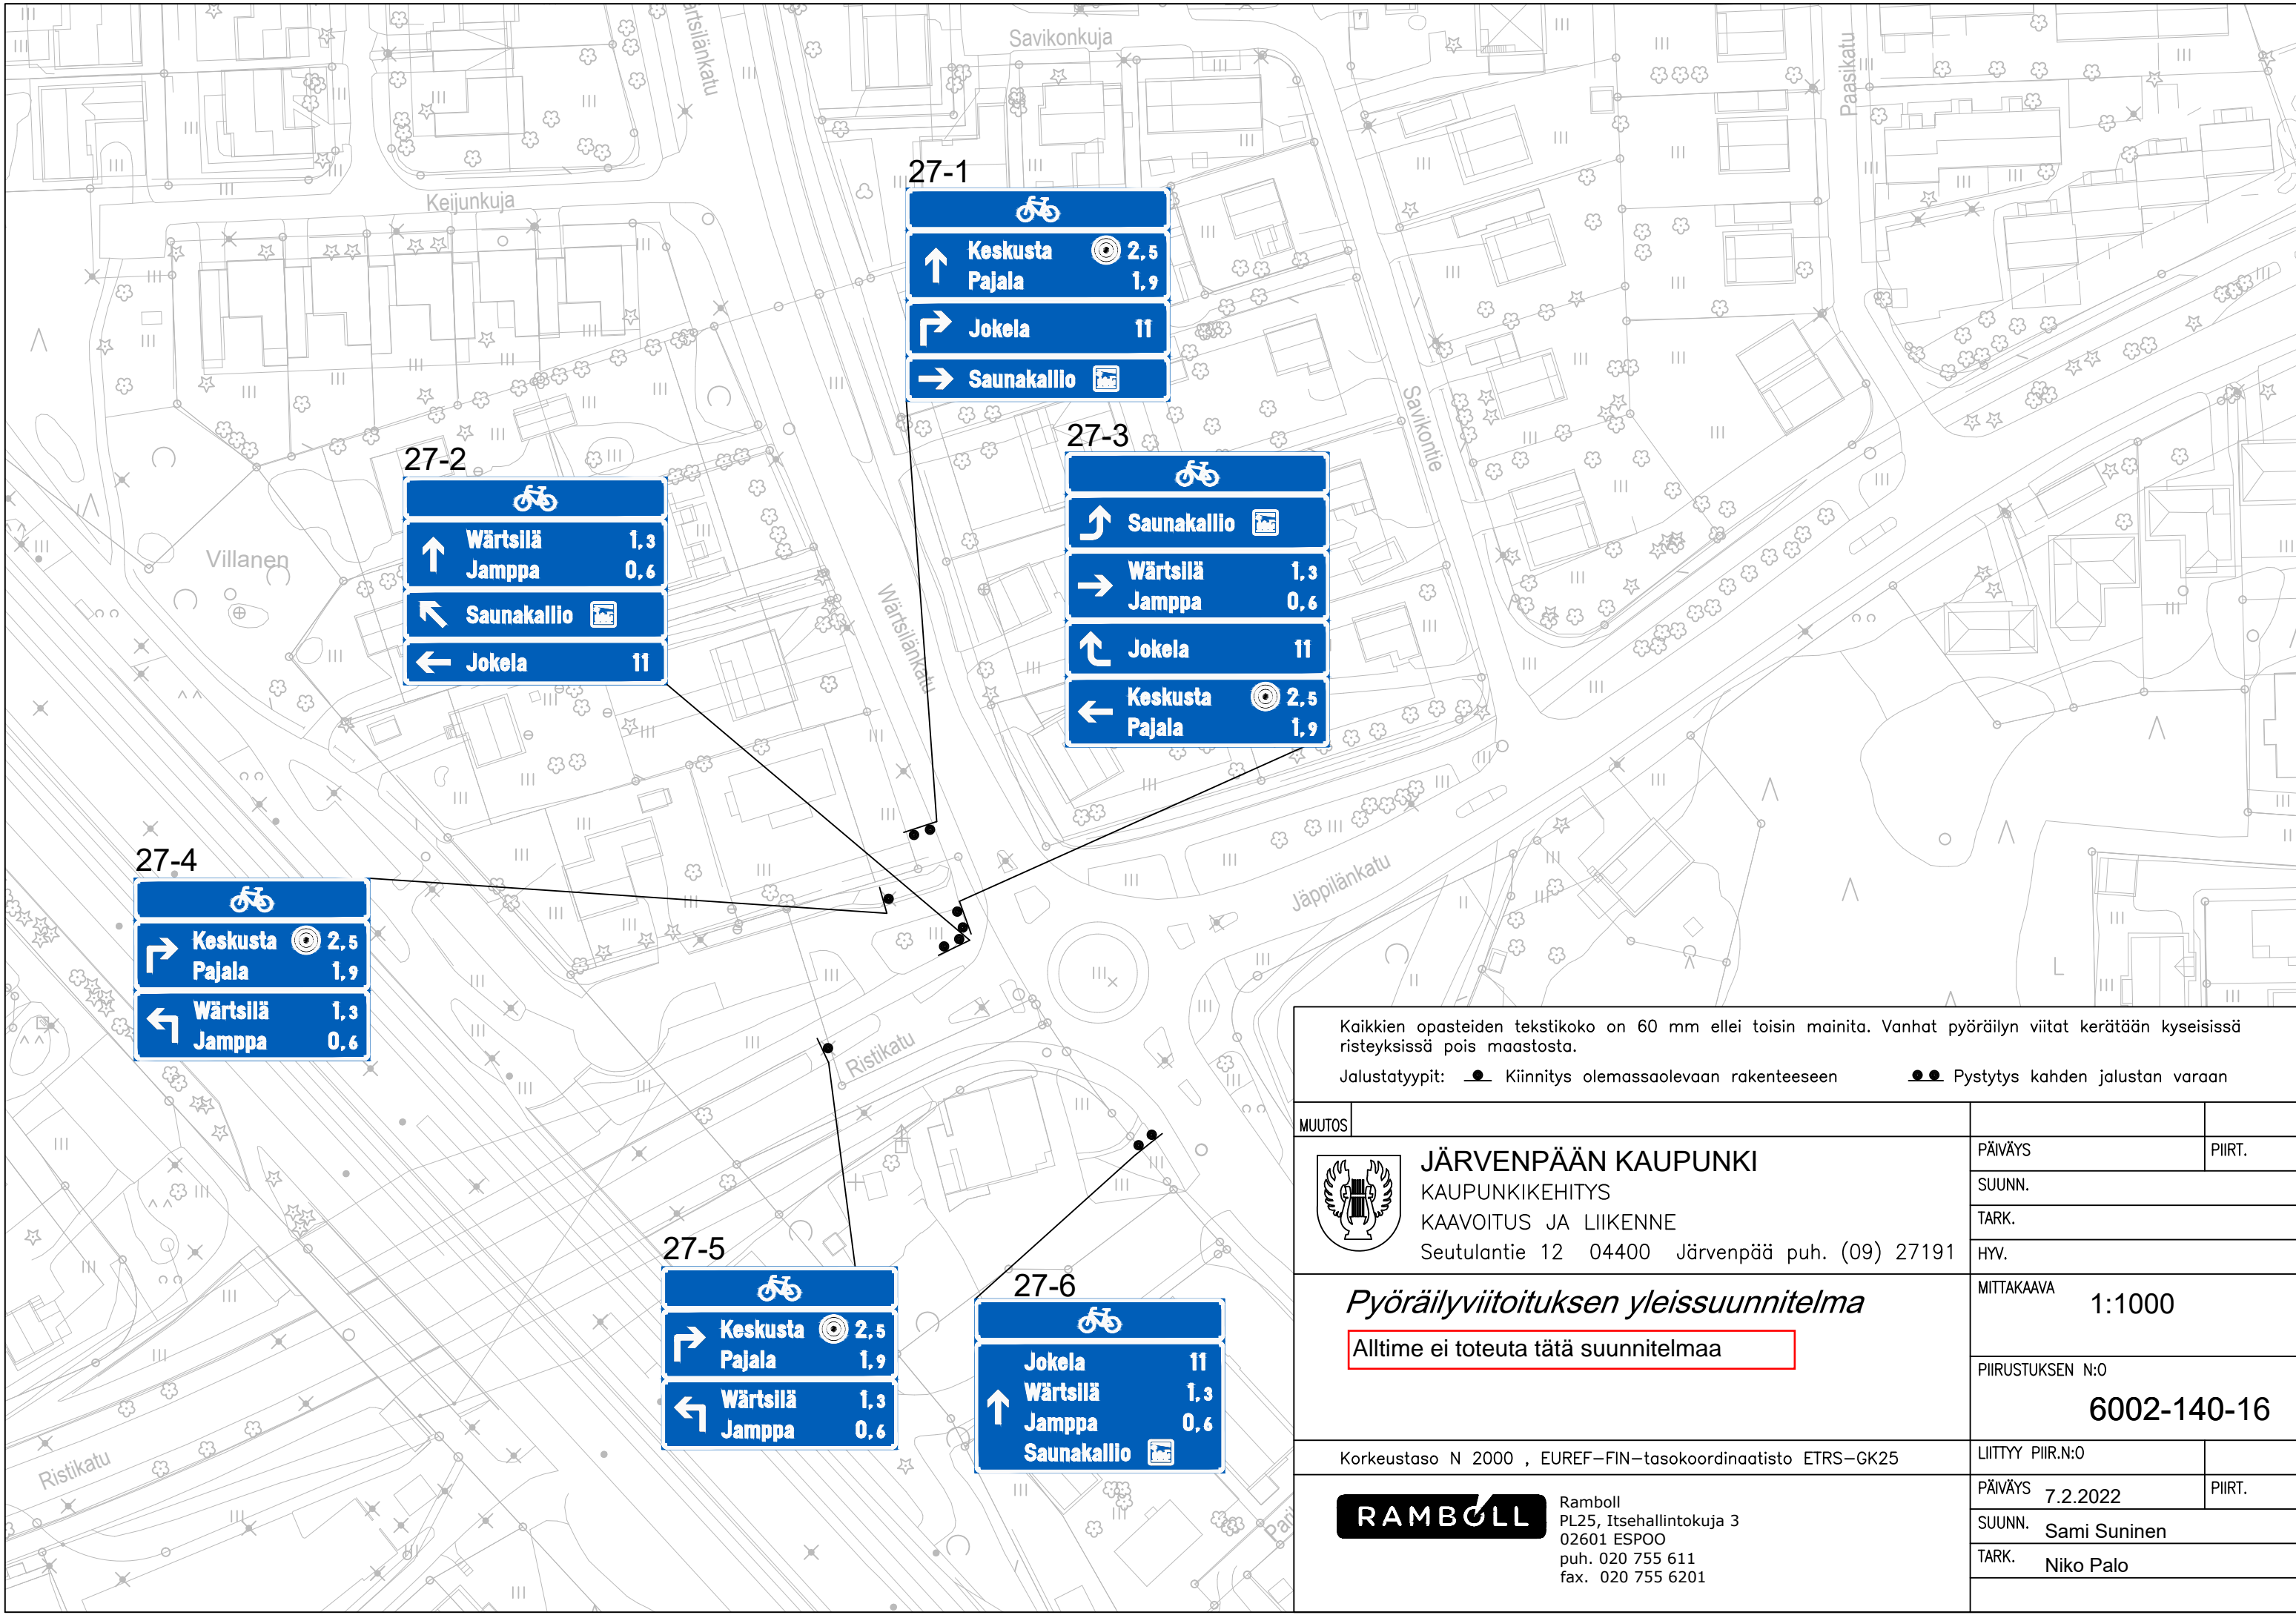 Savikonkuja
Paasikatu
27-1
Keskusta 2,5
Pajala 1,9
Jokela 11
Saunakallio
Keijunkuja
27-2
Wärtsilä 1,3
Jamppa 0,6
Saunakallio
Jokela 11
27-3
Saunakallio
Wärtsilä 1,3
Jamppa 0,6
Jokela 11
Keskusta 2,5
Pajala 1,9
Savikontie
Villanen
Wärtsilänkatu
27-4
Keskusta 2,5
Pajala 1,9
Wärtsilä 1,3
Jamppa 0,6
Jäppilänkatu
Ristikatu
27-5
Keskusta 2,5
Pajala 1,9
Wärtsilä 1,3
Jamppa 0,6
27-6
Jokela 11
Wärtsilä 1,3
Jamppa 0,6
Saunakallio
Ristikatu
Kaikkien opasteiden tekstikoko on 60 mm ellei toisin mainita. Vanhat pyöräilyn viitat kerätään kyseisissä
risteyksissä pois maastosta.
Jalustatyypit: Kiinnitys olemassaolevaan rakenteeseen Pystytys kahden jalustan varaan
MUUTOS
JÄRVENPÄÄN KAUPUNKI
KAUPUNKIKEHITYS
KAAVOITUS JA LIIKENNE
Seutulantie 12 04400 Järvenpää puh. (09) 27191
PÄIVÄYS PIIRT.
SUUNN.
TARK.
HYV.
Pyöräilyviitoituksen yleissuunnitelma
Alltime ei toteuta tätä suunnitelmaa
MITTAKAAVA
1:1000
PIIRUSTUKSEN N:O
6002-140-16
Korkeustaso N 2000 , EUREF-FIN-tasokoordinaatisto ETRS-GK25
LIITTYY PIIR.N:O
RAMBOLL
Ramboll
PL25, Itsehallintokuja 3
02601 ESPOO
puh. 020 755 611
fax. 020 755 6201
PÄIVÄYS 7.2.2022 PIIRT.
SUUNN. Sami Suninen
TARK. Niko Palo